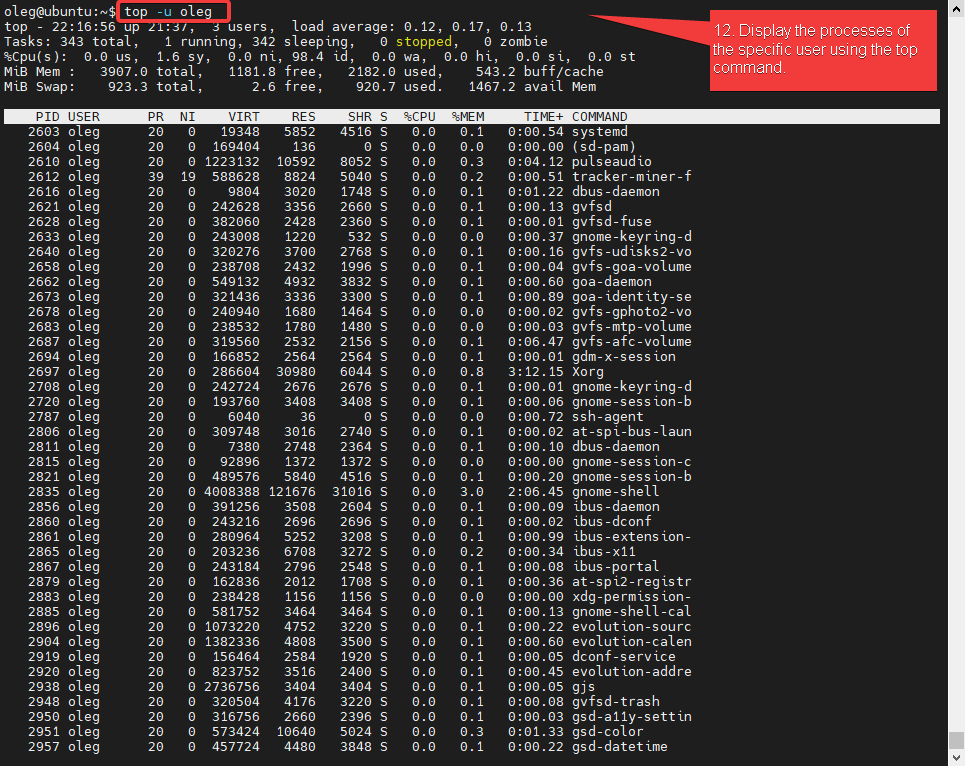 oleg@ubuntu:~$ top -u oleg
top - 22:16:56 up 21:37,  3 users,  load average: 0.12, 0.17, 0.13
Tasks: 343 total,   1 running, 342 sleeping,   0 stopped,   0 zombie
%Cpu(s):  0.0 us,  1.6 sy,  0.0 ni, 98.4 id,  0.0 wa,  0.0 hi,  0.0 si,  0.0 st
MiB Mem :   3907.0 total,   1181.8 free,   2182.0 used,    543.2 buff/cache
MiB Swap:    923.3 total,      2.6 free,    920.7 used.   1467.2 avail Mem
12. Display the processes of
the specific user using the top
command.
PID USER      PR  NI    VIRT    RES    SHR S  %CPU  %MEM     TIME+ COMMAND
2603 oleg      20   0   19348   5852   4516 S   0.0   0.1   0:00.54 systemd
2604 oleg      20   0  169404    136      0 S   0.0   0.0   0:00.00 (sd-pam)
2610 oleg      20   0 1223132  10592   8052 S   0.0   0.3   0:04.12 pulseaudio
2612 oleg      39  19  588628   8824   5040 S   0.0   0.2   0:00.51 tracker-miner-f
2616 oleg      20   0    9804   3020   1748 S   0.0   0.1   0:01.22 dbus-daemon
2621 oleg      20   0  242628   3356   2660 S   0.0   0.1   0:00.13 gvfsd
2628 oleg      20   0  382060   2428   2360 S   0.0   0.1   0:00.01 gvfsd-fuse
2633 oleg      20   0  243008   1220    532 S   0.0   0.0   0:00.37 gnome-keyring-d
2640 oleg      20   0  320276   3700   2768 S   0.0   0.1   0:00.16 gvfs-udisks2-vo
2658 oleg      20   0  238708   2432   1996 S   0.0   0.1   0:00.04 gvfs-goa-volume
2662 oleg      20   0  549132   4932   3832 S   0.0   0.1   0:00.60 goa-daemon
2673 oleg      20   0  321436   3336   3300 S   0.0   0.1   0:00.89 goa-identity-se
2678 oleg      20   0  240940   1680   1464 S   0.0   0.0   0:00.02 gvfs-gphoto2-vo
2683 oleg      20   0  238532   1780   1480 S   0.0   0.0   0:00.03 gvfs-mtp-volume
2687 oleg      20   0  319560   2532   2156 S   0.0   0.1   0:06.47 gvfs-afc-volume
2694 oleg      20   0  166852   2564   2564 S   0.0   0.1   0:00.01 gdm-x-session
2697 oleg      20   0  286604  30980   6044 S   0.0   0.8   3:12.15 Xorg
2708 oleg      20   0  242724   2676   2676 S   0.0   0.1   0:00.01 gnome-keyring-d
2720 oleg      20   0  193760   3408   3408 S   0.0   0.1   0:00.06 gnome-session-b
2787 oleg      20   0    6040     36      0 S   0.0   0.0   0:00.72 ssh-agent
2806 oleg      20   0  309748   3016   2740 S   0.0   0.1   0:00.02 at-spi-bus-laun
2811 oleg      20   0    7380   2748   2364 S   0.0   0.1   0:00.10 dbus-daemon
2815 oleg      20   0   92896   1372   1372 S   0.0   0.0   0:00.00 gnome-session-c
2821 oleg      20   0  489576   5840   4516 S   0.0   0.1   0:00.20 gnome-session-b
2835 oleg      20   0 4008388 121676  31016 S   0.0   3.0   2:06.45 gnome-shell
2856 oleg      20   0  391256   3508   2604 S   0.0   0.1   0:00.09 ibus-daemon
2860 oleg      20   0  243216   2696   2696 S   0.0   0.1   0:00.02 ibus-dconf
2861 oleg      20   0  280964   5252   3208 S   0.0   0.1   0:00.99 ibus-extension-
2865 oleg      20   0  203236   6708   3272 S   0.0   0.2   0:00.34 ibus-x11
2867 oleg      20   0  243184   2796   2548 S   0.0   0.1   0:00.08 ibus-portal
2879 oleg      20   0  162836   2012   1708 S   0.0   0.1   0:00.36 at-spi2-registr
2883 oleg      20   0  238428   1156   1156 S   0.0   0.0   0:00.00 xdg-permission-
2885 oleg      20   0  581752   3464   3464 S   0.0   0.1   0:00.13 gnome-shell-cal
2896 oleg      20   0 1073220   4752   3220 S   0.0   0.1   0:00.22 evolution-sourc
2904 oleg      20   0 1382336   4808   3500 S   0.0   0.1   0:00.60 evolution-calen
2919 oleg      20   0  156464   2584   1920 S   0.0   0.1   0:00.05 dconf-service
2920 oleg      20   0  823752   3516   2400 S   0.0   0.1   0:00.45 evolution-addre
2938 oleg      20   0 2736756   3404   3404 S   0.0   0.1   0:00.05 gjs
2948 oleg      20   0  320504   4176   3220 S   0.0   0.1   0:00.08 gvfsd-trash
2950 oleg      20   0  316756   2660   2396 S   0.0   0.1   0:00.03 gsd-a11y-settin
2951 oleg      20   0  573424  10640   5024 S   0.0   0.3   0:01.33 gsd-color
2957 oleg      20   0  457724   4480   3848 S   0.0   0.1   0:00.22 gsd-datetime